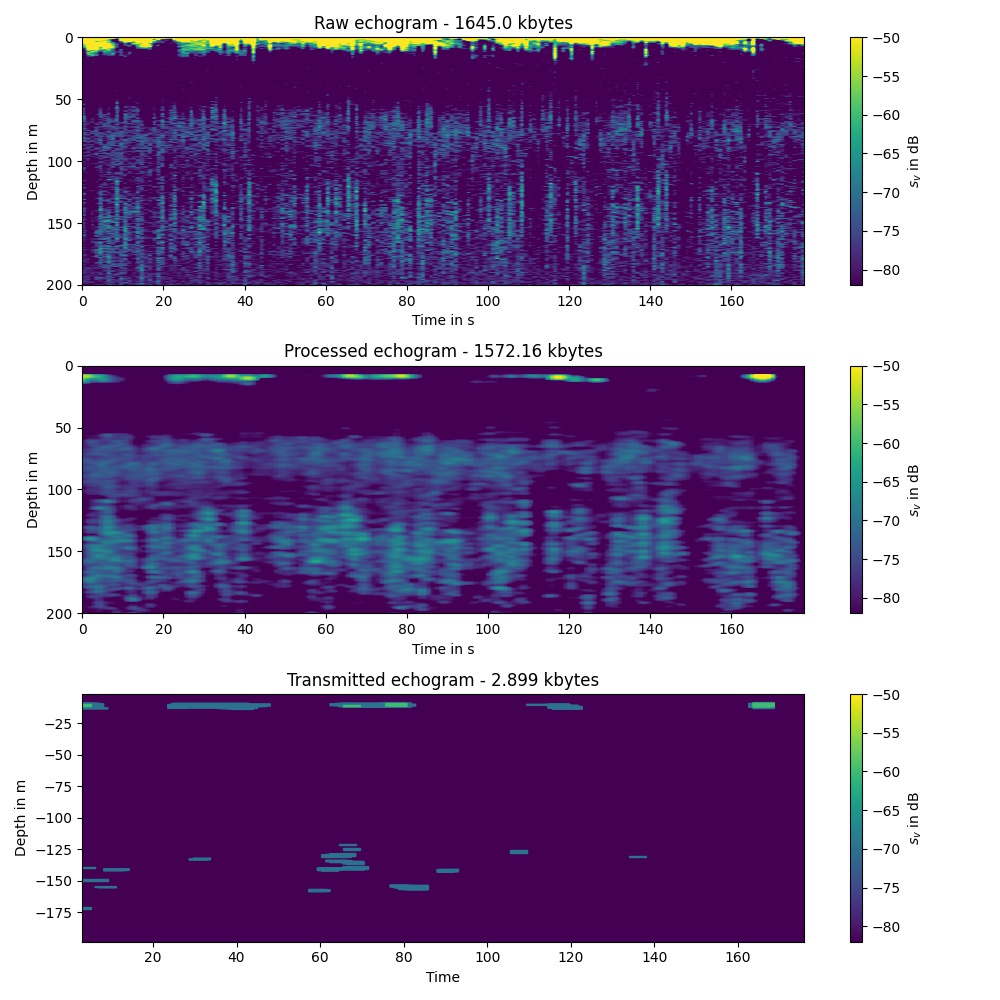 Raw echogram - 1645.0 kbytes
0
50
100
150
200
Depth in m
0 20 40 60 80 100 120 140 160
Time in s
−50
−55
−60
−65
−70
−75
−80
sv in dB
Processed echogram - 1572.16 kbytes
0
50
100
150
200
Depth in m
0 20 40 60 80 100 120 140 160
Time in s
−50
−55
−60
−65
−70
−75
−80
sv in dB
Transmitted echogram - 2.899 kbytes
−25
−50
−75
−100
−125
−150
−175
Depth in m
20 40 60 80 100 120 140 160
Time
−50
−55
−60
−65
−70
−75
−80
sv in dB